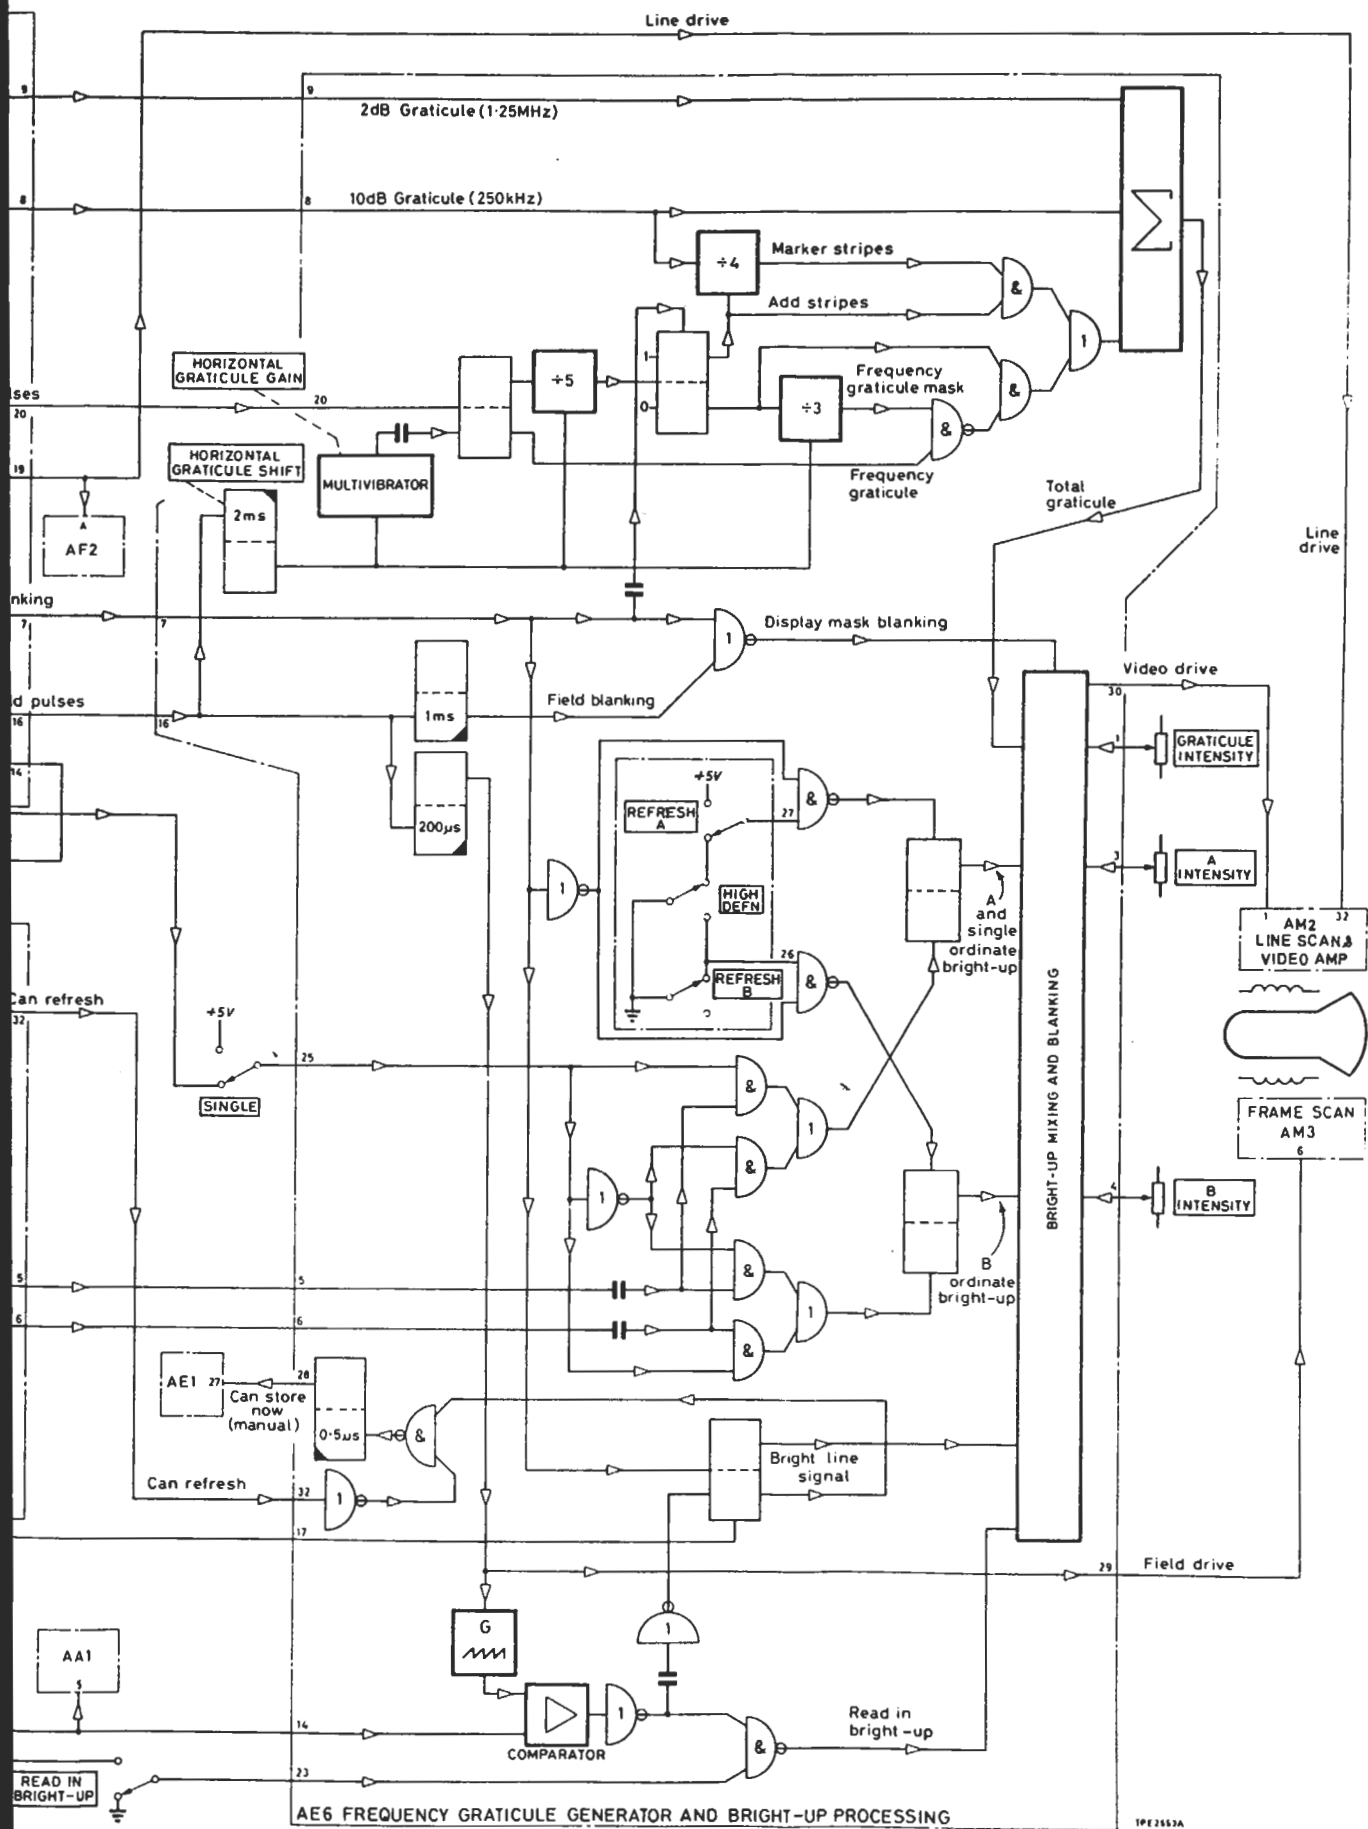 Line drive
9
9
2dB Graticule (1·25MHz)
8
8
10dB Graticule (250kHz)
Σ
÷4
Marker stripes
&
Add stripes
1
HORIZONTAL
GRATICULE GAIN
1
÷5
Frequency
graticule mask
&
lses
20
20
0
÷3
&
HORIZONTAL
GRATICULE SHIFT
19
MULTIVIBRATOR
Frequency
graticule
Total
graticule
2ms
A
AF2
Line
drive
nking
7
7
1
Display mask blanking
Video drive
30
ld pulses
16
16
1ms
Field blanking
1
GRATICULE
INTENSITY
14
+5V
&
REFRESH
A
27
200µs
3
A
INTENSITY
1
HIGH
DEFN
A
and
single
ordinate
bright-up
1
32
AM2
LINE SCAN &
VIDEO AMP
26
REFRESH
B
&
Can refresh
32
+5V
25
SINGLE
&
1
FRAME SCAN
AM3
6
&
1
BRIGHT-UP MIXING AND BLANKING
4
B
INTENSITY
&
B
ordinate
bright-up
5
5
1
6
6
&
AE1
27
28
Can store
now
(manual)
0·5µs
&
Bright line
signal
Can refresh
32
1
17
29
Field drive
G
1
AA1
5
1
Read in
bright-up
14
COMPARATOR
&
READ IN
BRIGHT-UP
23
AE6 FREQUENCY GRATICULE GENERATOR AND BRIGHT-UP PROCESSING
TPE2553A